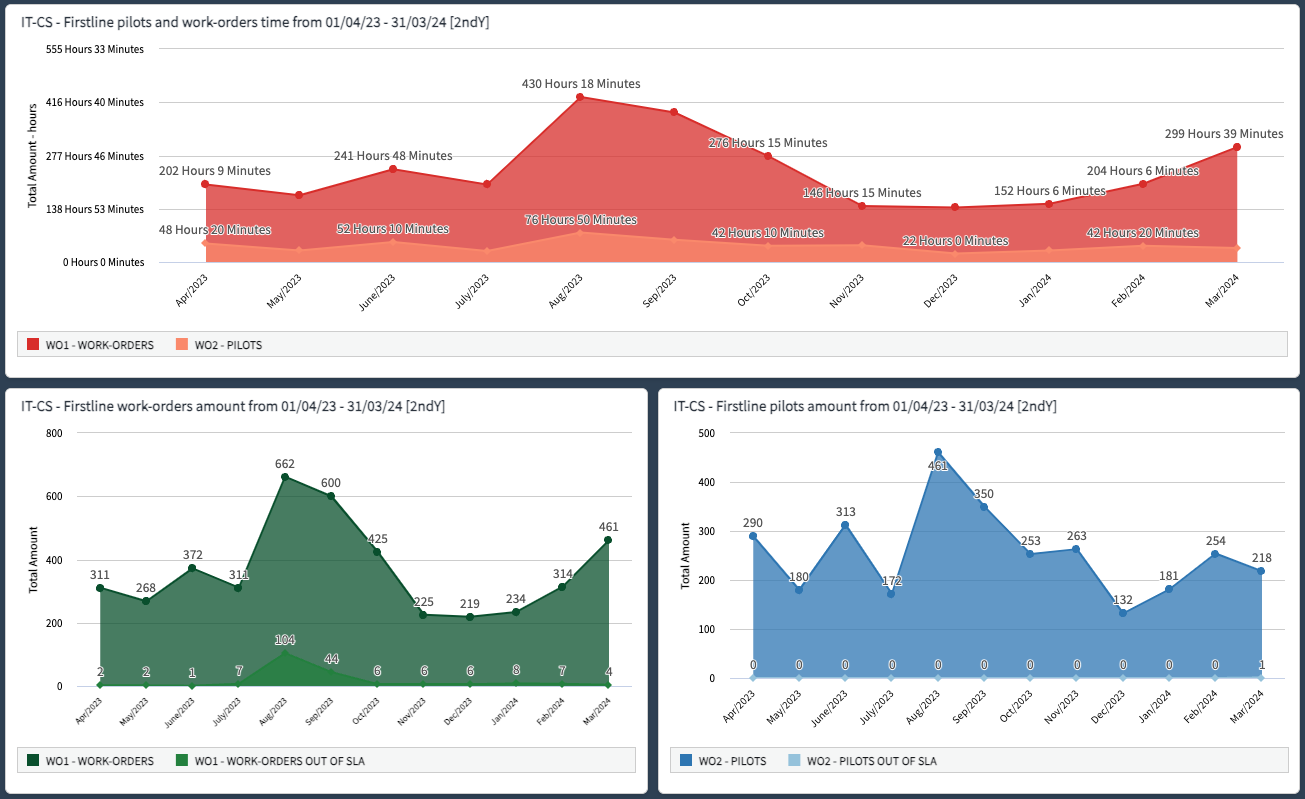 IT-CS - Firstline pilots and work-orders time from 01/04/23 - 31/03/24 [2ndY]
Total Amount - hours
555 Hours 33 Minutes
416 Hours 40 Minutes
277 Hours 46 Minutes
138 Hours 53 Minutes
0 Hours 0 Minutes
430 Hours 18 Minutes
276 Hours 15 Minutes
299 Hours 39 Minutes
241 Hours 48 Minutes
202 Hours 9 Minutes
204 Hours 6 Minutes
146 Hours 15 Minutes
152 Hours 6 Minutes
76 Hours 50 Minutes
48 Hours 20 Minutes
52 Hours 10 Minutes
42 Hours 10 Minutes
22 Hours 0 Minutes
42 Hours 20 Minutes
Apr/2023 May/2023 June/2023 July/2023 Aug/2023 Sep/2023 Oct/2023 Nov/2023 Dec/2023 Jan/2024 Feb/2024 Mar/2024
WO1 - WORK-ORDERS WO2 - PILOTS
IT-CS - Firstline work-orders amount from 01/04/23 - 31/03/24 [2ndY]
Total Amount
800
600
400
200
0
311 268 372 311 662 600 425 225 219 234 314 461
2 2 1 7 104 44 6 6 6 8 7 4
Apr/2023 May/2023 June/2023 July/2023 Aug/2023 Sep/2023 Oct/2023 Nov/2023 Dec/2023 Jan/2024 Feb/2024 Mar/2024
WO1 - WORK-ORDERS WO1 - WORK-ORDERS OUT OF SLA
IT-CS - Firstline pilots amount from 01/04/23 - 31/03/24 [2ndY]
Total Amount
500
400
300
200
100
0
290 180 313 172 461 350 253 263 132 181 254 218
0 0 0 0 0 0 0 0 0 0 0 1
Apr/2023 May/2023 June/2023 July/2023 Aug/2023 Sep/2023 Oct/2023 Nov/2023 Dec/2023 Jan/2024 Feb/2024 Mar/2024
WO2 - PILOTS WO2 - PILOTS OUT OF SLA